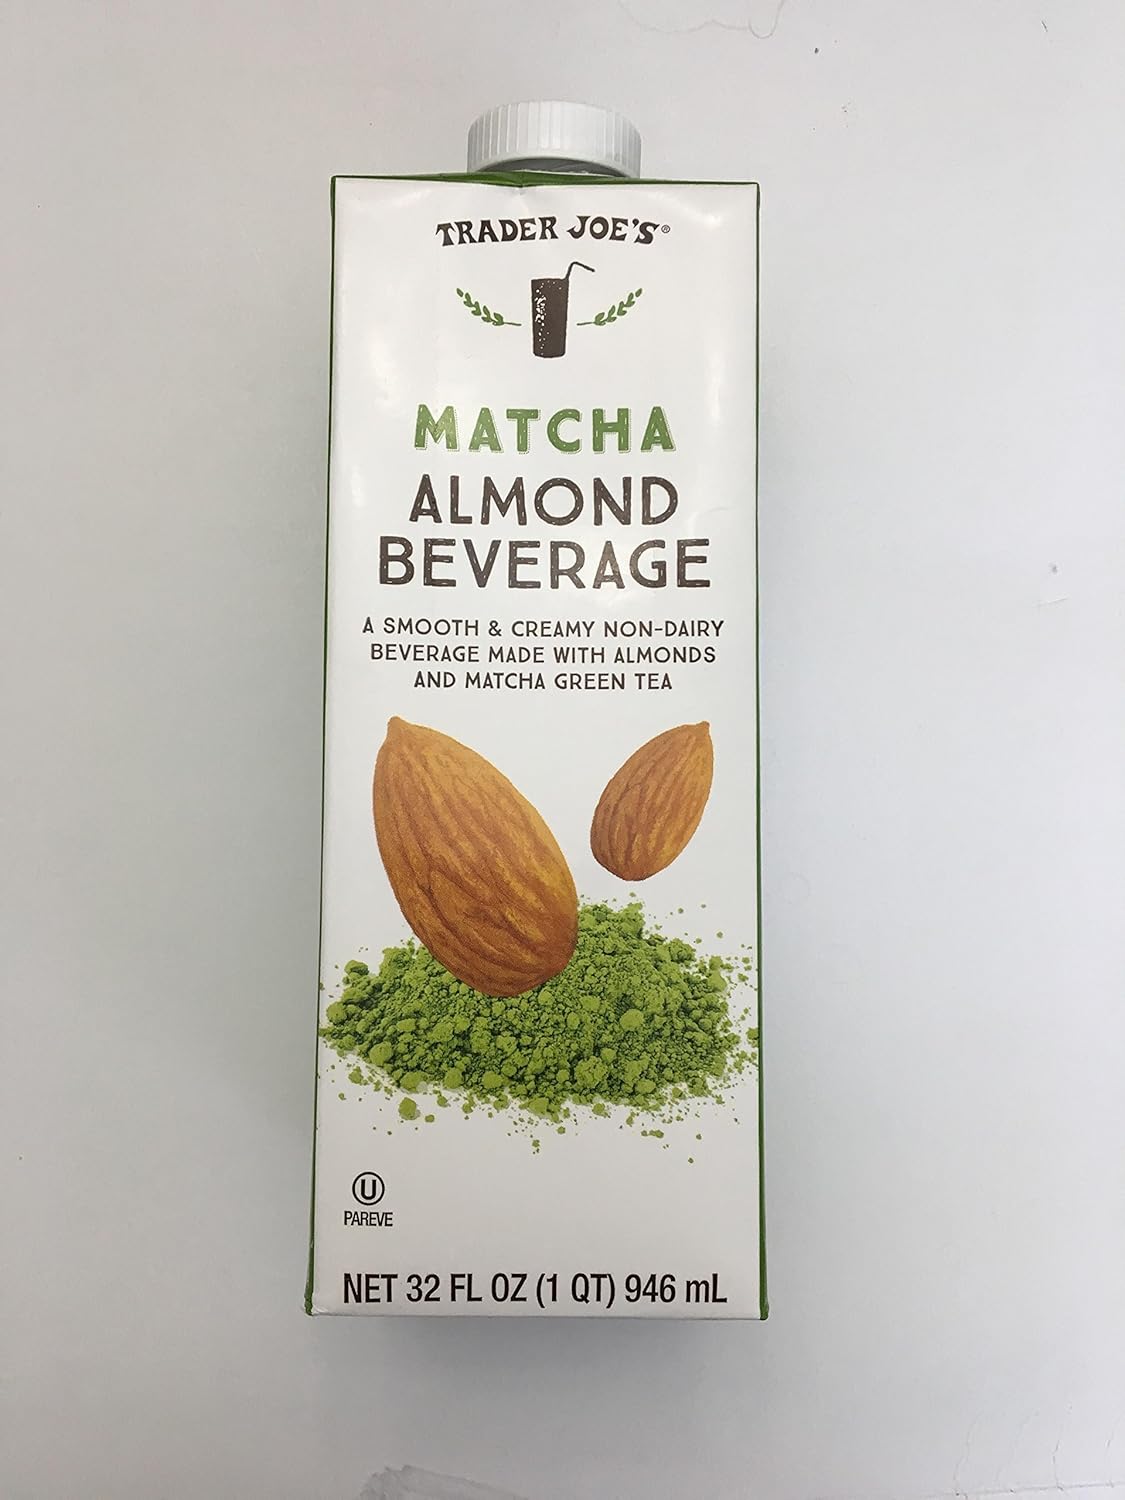 TRADER JOE'S®
MATCHA
ALMOND
BEVERAGE
A SMOOTH & CREAMY NON-DAIRY
BEVERAGE MADE WITH ALMONDS
AND MATCHA GREEN TEA
U
PAREVE
NET 32 FL OZ (1 QT) 946 mL